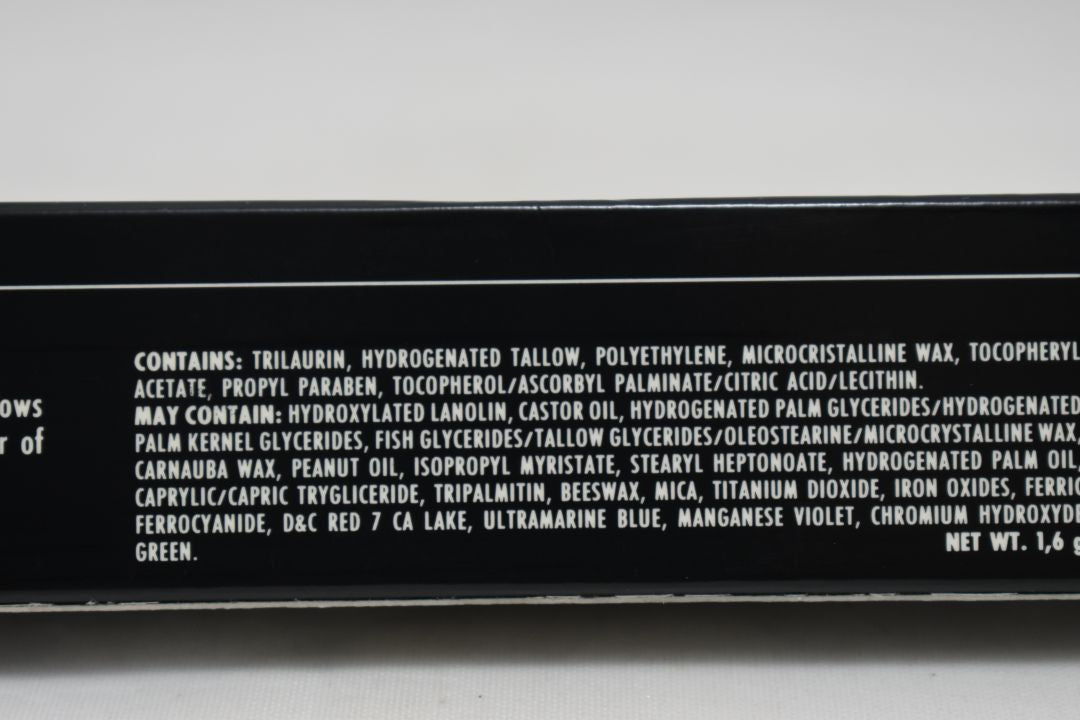 ows
r of
CONTAINS: TRILAURIN, HYDROGENATED TALLOW, POLYETHYLENE, MICROCRISTALLINE WAX, TOCOPHERYL
ACETATE, PROPYL PARABEN, TOCOPHEROL/ASCORBYL PALMINATE/CITRIC ACID/LECITHIN.
MAY CONTAIN: HYDROXYLATED LANOLIN, CASTOR OIL, HYDROGENATED PALM GLYCERIDES/HYDROGENATED
PALM KERNEL GLYCERIDES, FISH GLYCERIDES/TALLOW GLYCERIDES/OLEOSTEARINE/MICROCRYSTALLINE WAX,
CARNAUBA WAX, PEANUT OIL, ISOPROPYL MYRISTATE, STEARYL HEPTONOATE, HYDROGENATED PALM OIL,
CAPRYLIC/CAPRIC TRYGLICERIDE, TRIPALMITIN, BEESWAX, MICA, TITANIUM DIOXIDE, IRON OXIDES, FERRIC
FERROCYANIDE, D&C RED 7 CA LAKE, ULTRAMARINE BLUE, MANGANESE VIOLET, CHROMIUM HYDROXYDE
GREEN.
NET WT. 1,6 g